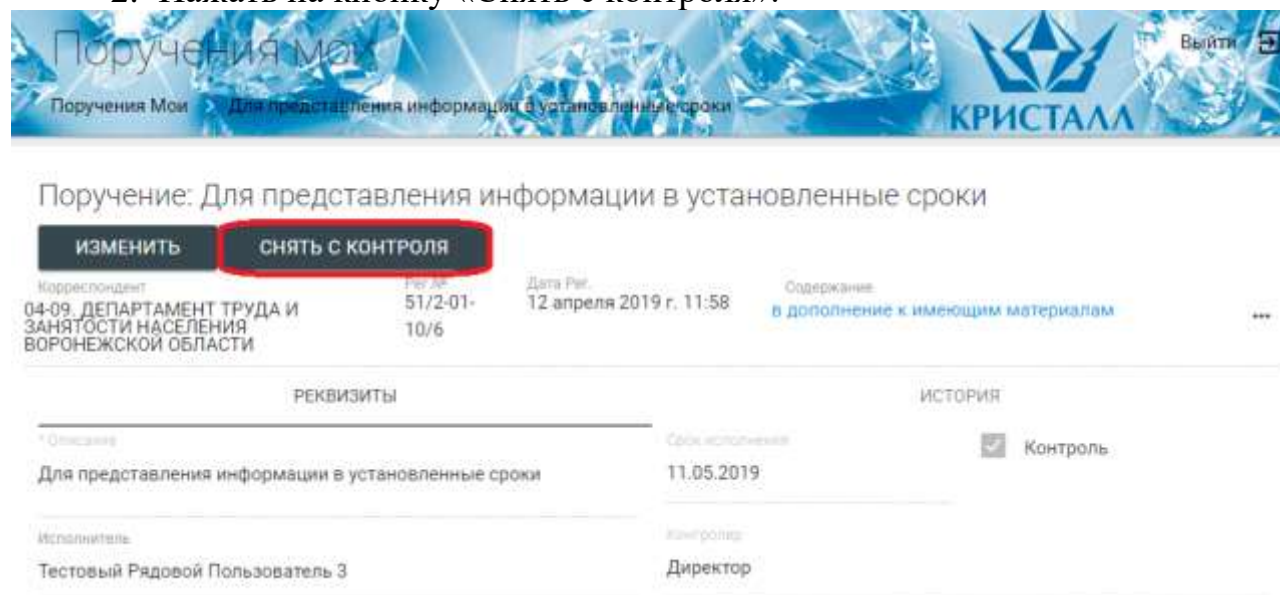 2. Нажать на кнопку «Снять с контроля».
Поручения мои
Выйти
Поручения Мои > Для представления информации в установленные сроки
КРИСТАЛЛ
Поручение: Для представления информации в установленные сроки
ИЗМЕНИТЬ СНЯТЬ С КОНТРОЛЯ
Корреспондент Рег.№ Дата Рег. Содержание
04-09. ДЕПАРТАМЕНТ ТРУДА И 51/2-01- 12 апреля 2019 г. 11:58 в дополнение к имеющим материалам ...
ЗАНЯТОСТИ НАСЕЛЕНИЯ 10/6
ВОРОНЕЖСКОЙ ОБЛАСТИ
РЕКВИЗИТЫ ИСТОРИЯ
* Описание Срок исполнения Контроль
Для представления информации в установленные сроки 11.05.2019
Исполнитель Контролер
Тестовый Рядовой Пользователь 3 Директор